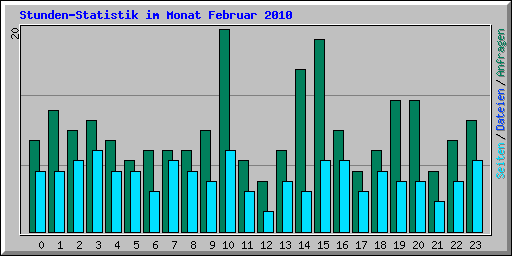 Stunden-Statistik im Monat Februar 2010
20
0 1 2 3 4 5 6 7 8 9 10 11 12 13 14 15 16 17 18 19 20 21 22 23
Seiten / Dateien / Anfragen